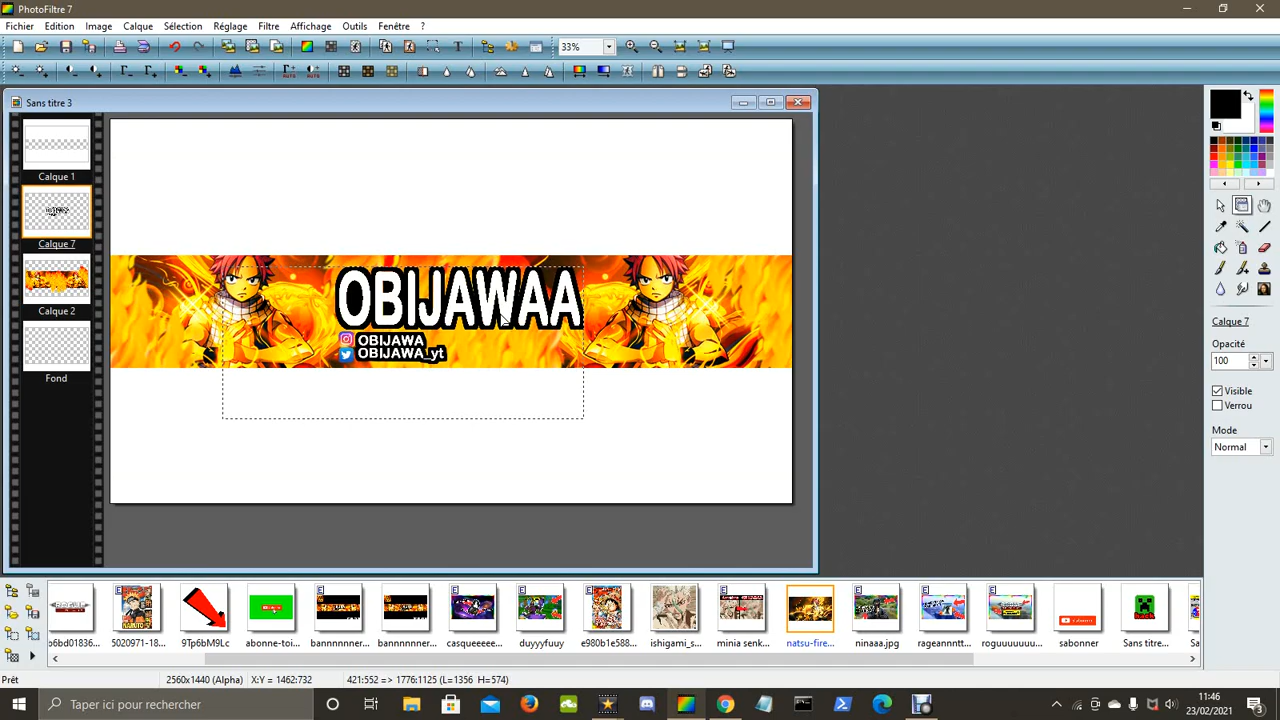 PhotoFiltre 7
Fichier Edition Image Calque Sélection Réglage Filtre Affichage Outils Fenêtre ?
33%
Sans titre 3
Calque 1
Calque 7
Calque 2
Fond
OBIJAWAA
OBIJAWA
OBIJAWA_yt
Calque 7
Opacité
100
Visible
Verrou
Mode
Normal
o6bd01836... 5020971-18... 9Tp6bM9Lc abonne-toi... bannnnnner... bannnnnner... casqueeeee... duyyyfuuy e980b1e588... ishigami_s... minia senk... natsu-fire... ninaaa.jpg rageannntt... roguuuuuu... sabonner Sans titre...
Prêt 2560x1440 (Alpha) X:Y = 1462:732 421:552 => 1776:1125 (L=1356 H=574)
Taper ici pour rechercher
11:46
23/02/2021
3